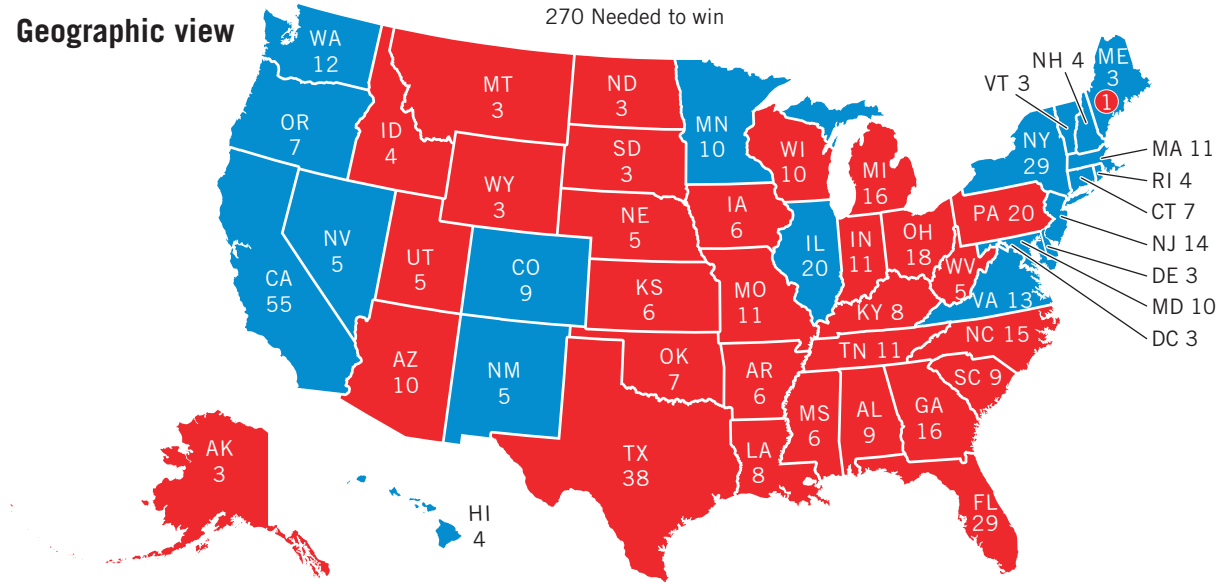 Geographic view
270 Needed to win
WA
12
OR
7
CA
55
NV
5
ID
4
MT
3
WY
3
UT
5
AZ
10
CO
9
NM
5
ND
3
SD
3
NE
5
KS
6
OK
7
TX
38
MN
10
IA
6
MO
11
AR
6
LA
8
WI
10
IL
20
MI
16
IN
11
OH
18
KY 8
TN 11
MS
6
AL
9
GA
16
FL
29
SC 9
NC 15
VA 13
WV
5
PA 20
NY
29
VT 3
NH 4
ME
3
1
MA 11
RI 4
CT 7
NJ 14
DE 3
MD 10
DC 3
AK
3
HI
4